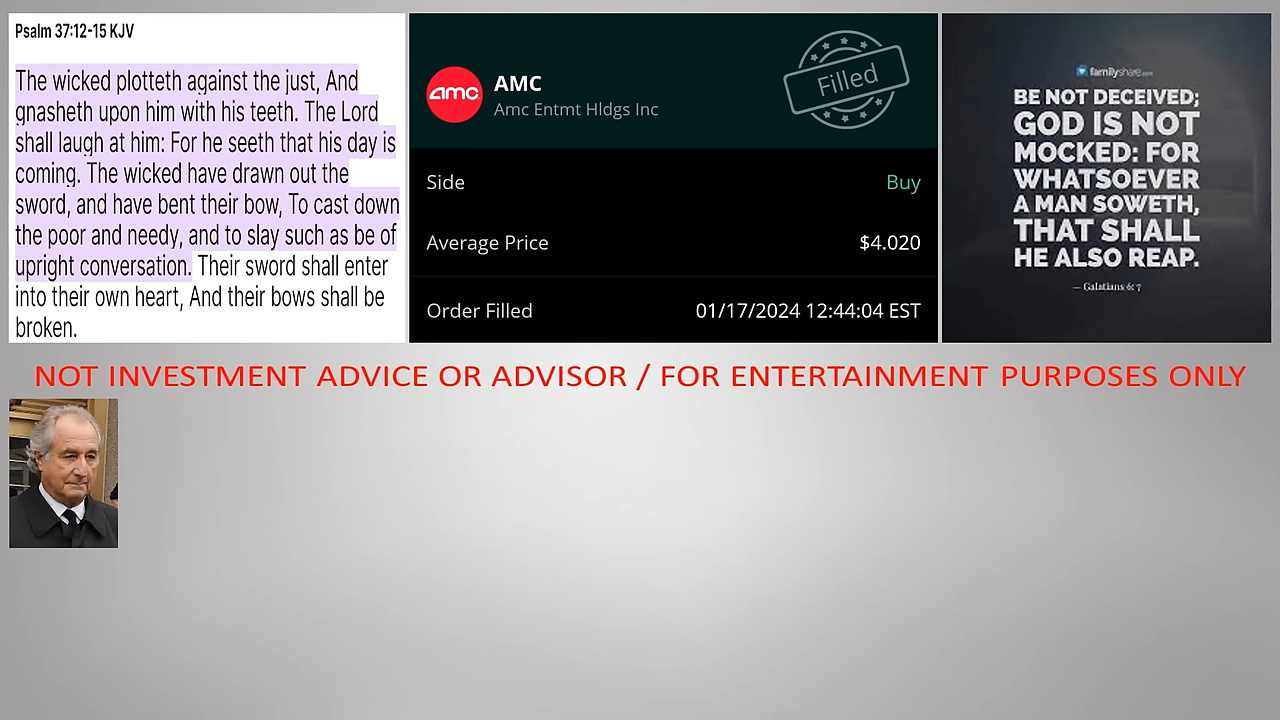 Psalm 37:12-15 KJV
The wicked plotteth against the just, And
gnasheth upon him with his teeth. The Lord
shall laugh at him: For he seeth that his day is
coming. The wicked have drawn out the
sword, and have bent their bow, To cast down
the poor and needy, and to slay such as be of
upright conversation. Their sword shall enter
into their own heart, And their bows shall be
broken.
amc
AMC
Amc Entmt Hldgs Inc
Filled
Side Buy
Average Price $4.020
Order Filled 01/17/2024 12:44:04 EST
familyshare.com
BE NOT DECEIVED;
GOD IS NOT
MOCKED: FOR
WHATSOEVER
A MAN SOWETH,
THAT SHALL
HE ALSO REAP.
— Galatians 6: 7
NOT INVESTMENT ADVICE OR ADVISOR / FOR ENTERTAINMENT PURPOSES ONLY